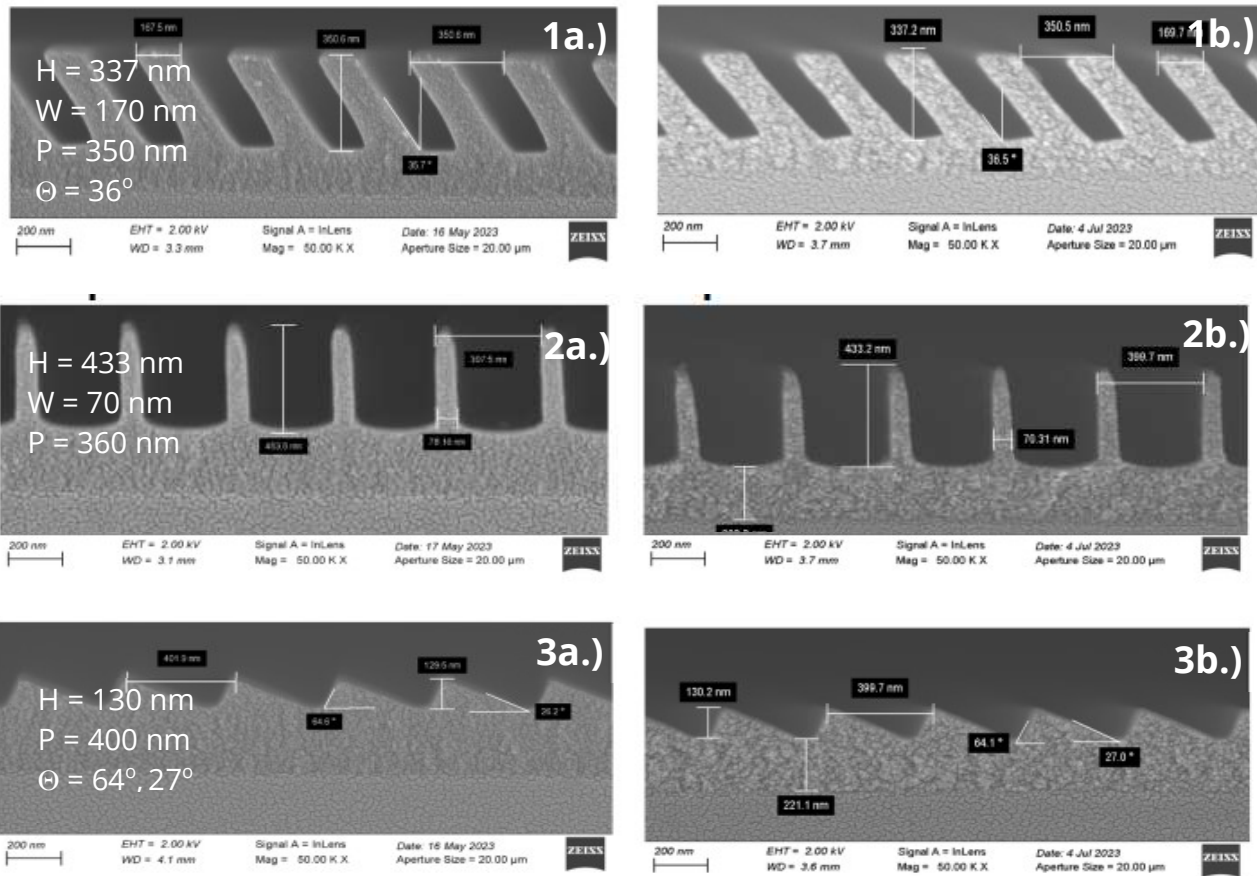 1a.)
167.5 nm
350.6 nm
350.6 nm
H = 337 nm
W = 170 nm
P = 350 nm
Θ = 36°
200 nm
EHT = 2.00 kV
WD = 3.3 mm
Signal A = InLens
Mag = 50.00 K X
Date: 16 May 2023
Aperture Size = 20.00 µm
ZEISS
1b.)
337.2 nm
350.5 nm
36.5 °
200 nm
EHT = 2.00 kV
WD = 3.7 mm
Signal A = InLens
Mag = 50.00 K X
Date: 4 Jul 2023
Aperture Size = 20.00 µm
ZEISS
2a.)
H = 433 nm
W = 70 nm
P = 360 nm
200 nm
EHT = 2.00 kV
WD = 3.1 mm
Signal A = InLens
Mag = 50.00 K X
Date: 17 May 2023
Aperture Size = 20.00 µm
ZEISS
2b.)
433.2 nm
399.7 nm
70.31 nm
200 nm
EHT = 2.00 kV
WD = 3.7 mm
Signal A = InLens
Mag = 50.00 K X
Date: 4 Jul 2023
Aperture Size = 20.00 µm
ZEISS
3a.)
129.5 nm
H = 130 nm
P = 400 nm
Θ = 64°, 27°
64.6 °
200 nm
EHT = 2.00 kV
WD = 4.1 mm
Signal A = InLens
Mag = 50.00 K X
Date: 16 May 2023
Aperture Size = 20.00 µm
ZEISS
3b.)
130.2 nm
399.7 nm
64.1 °
27.0 °
221.1 nm
200 nm
EHT = 2.00 kV
WD = 3.6 mm
Signal A = InLens
Mag = 50.00 K X
Date: 4 Jul 2023
Aperture Size = 20.00 µm
ZEISS